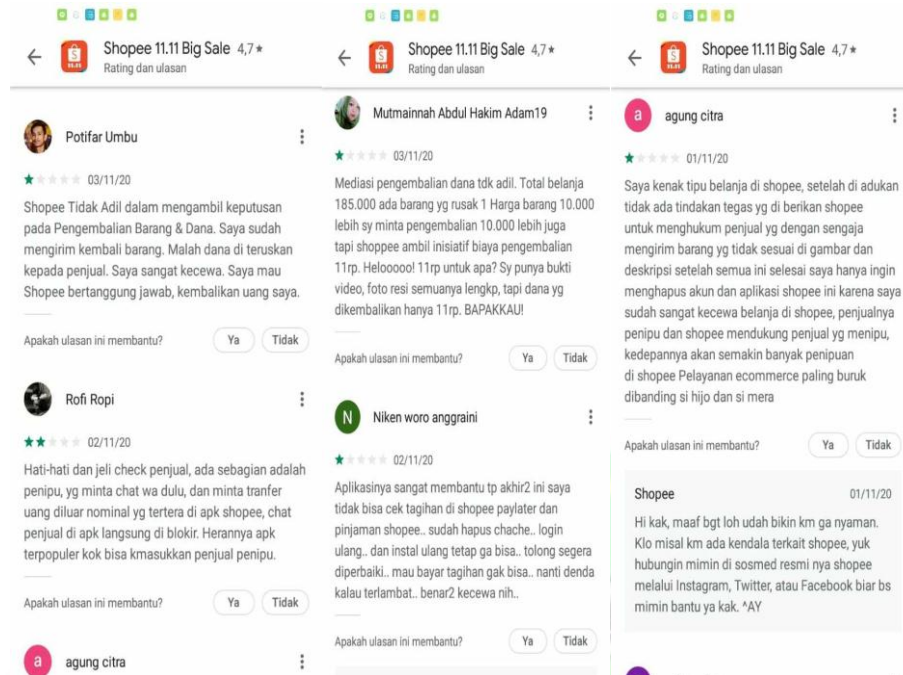 Shopee 11.11 Big Sale 4,7★
Rating dan ulasan
Potifar Umbu
03/11/20
Shopee Tidak Adil dalam mengambil keputusan
pada Pengembalian Barang & Dana. Saya sudah
mengirim kembali barang. Malah dana di teruskan
kepada penjual. Saya sangat kecewa. Saya mau
Shopee bertanggung jawab, kembalikan uang saya.
Apakah ulasan ini membantu? Ya Tidak
Rofi Ropi
02/11/20
Hati-hati dan jeli check penjual, ada sebagian adalah
penipu, yg minta chat wa dulu, dan minta tranfer
uang diluar nominal yg tertera di apk shopee, chat
penjual di apk langsung di blokir. Herannya apk
terpopuler kok bisa kmasukkan penjual penipu.
Apakah ulasan ini membantu? Ya Tidak
a agung citra
Shopee 11.11 Big Sale 4,7★
Rating dan ulasan
Mutmainnah Abdul Hakim Adam19
03/11/20
Mediasi pengembalian dana tdk adil. Total belanja
185.000 ada barang yg rusak 1 Harga barang 10.000
lebih sy minta pengembalian 10.000 lebih juga
tapi shoppee ambil inisiatif biaya pengembalian
11rp. Helooooo! 11rp untuk apa? Sy punya bukti
video, foto resi semuanya lengkp, tapi dana yg
dikembalikan hanya 11rp. BAPAKKAU!
Apakah ulasan ini membantu? Ya Tidak
N Niken woro anggraini
02/11/20
Aplikasinya sangat membantu tp akhir2 ini saya
tidak bisa cek tagihan di shopee paylater dan
pinjaman shopee.. sudah hapus chache.. login
ulang.. dan instal ulang tetap ga bisa.. tolong segera
diperbaiki.. mau bayar tagihan gak bisa.. nanti denda
kalau terlambat.. benar2 kecewa nih..
Apakah ulasan ini membantu? Ya Tidak
Shopee 11.11 Big Sale 4,7★
Rating dan ulasan
a agung citra
01/11/20
Saya kenak tipu belanja di shopee, setelah di adukan
tidak ada tindakan tegas yg di berikan shopee
untuk menghukum penjual yg dengan sengaja
mengirim barang yg tidak sesuai di gambar dan
deskripsi setelah semua ini selesai saya hanya ingin
menghapus akun dan aplikasi shopee ini karena saya
sudah sangat kecewa belanja di shopee, penjualnya
penipu dan shopee mendukung penjual yg menipu,
kedepannya akan semakin banyak penipuan
di shopee Pelayanan ecommerce paling buruk
dibanding si hijo dan si mera
Apakah ulasan ini membantu? Ya Tidak
Shopee 01/11/20
Hi kak, maaf bgt loh udah bikin km ga nyaman.
Klo misal km ada kendala terkait shopee, yuk
hubungin mimin di sosmed resmi nya shopee
melalui Instagram, Twitter, atau Facebook biar bs
mimin bantu ya kak. ^AY